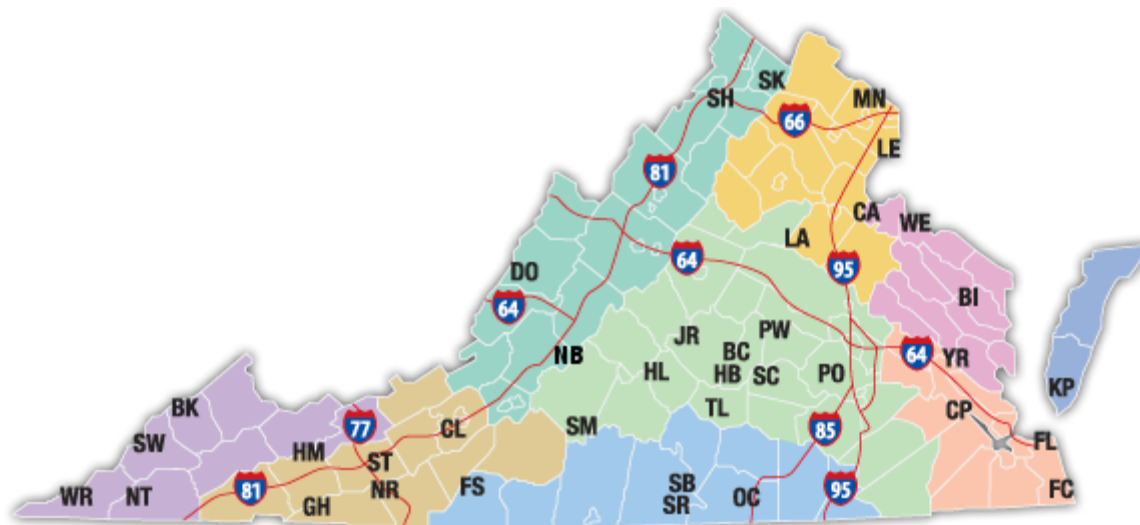 SK
SH
MN
66
LE
81
CA
WE
LA
64
95
DO
BI
64
JR
PW
NB
BC
64
YR
HL
HB
SC
PO
KP
BK
TL
CP
SW
77
CL
SM
85
FL
HM
ST
WR
NT
81
NR
FS
SB
OC
95
FC
GH
SR